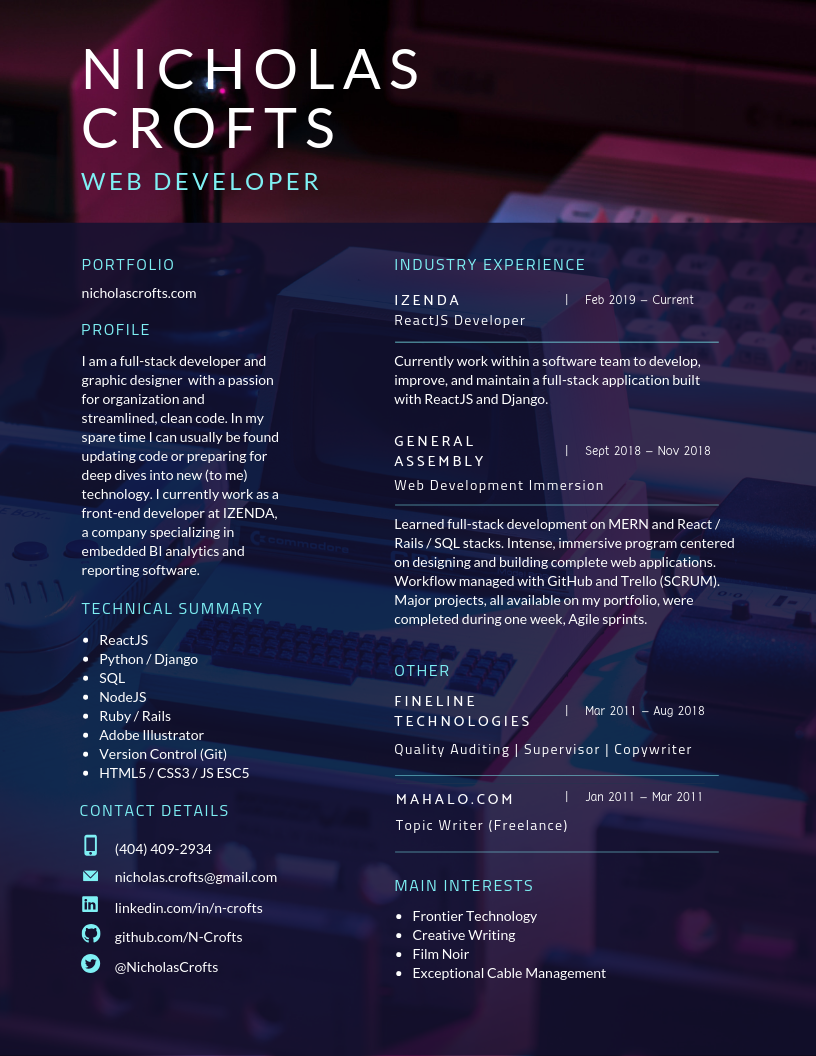 NICHOLAS
CROFTS
WEB DEVELOPER
PORTFOLIO
nicholascrofts.com
PROFILE
I am a full-stack developer and
graphic designer with a passion
for organization and
streamlined, clean code. In my
spare time I can usually be found
updating code or preparing for
deep dives into new (to me)
technology. I currently work as a
front-end developer at IZENDA,
a company specializing in
embedded BI analytics and
reporting software.
TECHNICAL SUMMARY
• ReactJS
• Python / Django
• SQL
• NodeJS
• Ruby / Rails
• Adobe Illustrator
• Version Control (Git)
• HTML5 / CSS3 / JS ESC5
CONTACT DETAILS
(404) 409-2934
nicholas.crofts@gmail.com
linkedin.com/in/n-crofts
github.com/N-Crofts
@NicholasCrofts
INDUSTRY EXPERIENCE
IZENDA | Feb 2019 – Current
ReactJS Developer
Currently work within a software team to develop,
improve, and maintain a full-stack application built
with ReactJS and Django.
GENERAL
ASSEMBLY | Sept 2018 – Nov 2018
Web Development Immersion
Learned full-stack development on MERN and React /
Rails / SQL stacks. Intense, immersive program centered
on designing and building complete web applications.
Workflow managed with GitHub and Trello (SCRUM).
Major projects, all available on my portfolio, were
completed during one week, Agile sprints.
OTHER
FINELINE
TECHNOLOGIES | Mar 2011 – Aug 2018
Quality Auditing | Supervisor | Copywriter
MAHALO.COM | Jan 2011 – Mar 2011
Topic Writer (Freelance)
MAIN INTERESTS
• Frontier Technology
• Creative Writing
• Film Noir
• Exceptional Cable Management
commodore